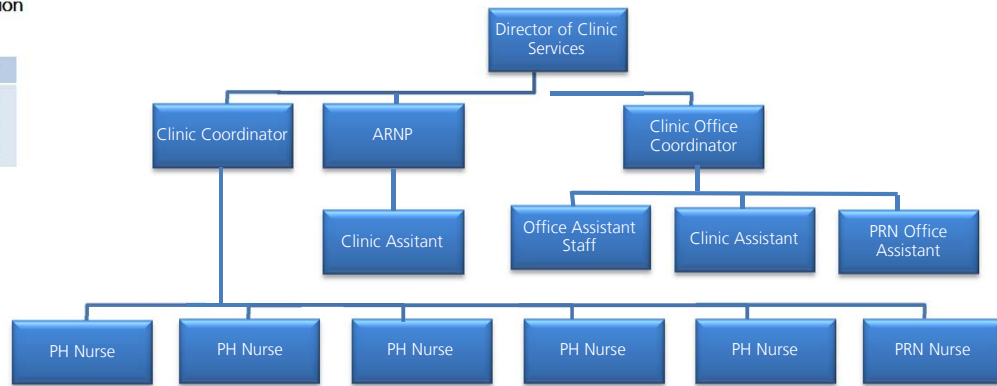 ion
Director of Clinic
Services
Clinic Coordinator
ARNP
Clinic Office
Coordinator
Clinic Assitant
Office Assistant
Staff
Clinic Assistant
PRN Office
Assistant
PH Nurse
PH Nurse
PH Nurse
PH Nurse
PH Nurse
PRN Nurse